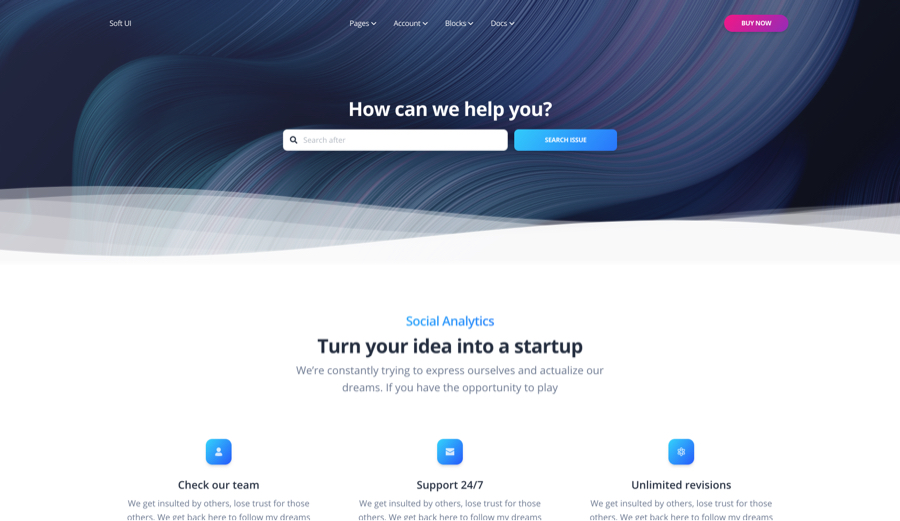 Soft UI
Pages
Account
Blocks
Docs
BUY NOW
How can we help you?
Search after
SEARCH ISSUE
Social Analytics
Turn your idea into a startup
We’re constantly trying to express ourselves and actualize our
dreams. If you have the opportunity to play
Check our team
We get insulted by others, lose trust for those
others. We get back here to follow my dreams
Support 24/7
We get insulted by others, lose trust for those
others. We get back here to follow my dreams
Unlimited revisions
We get insulted by others, lose trust for those
others. We get back here to follow my dreams